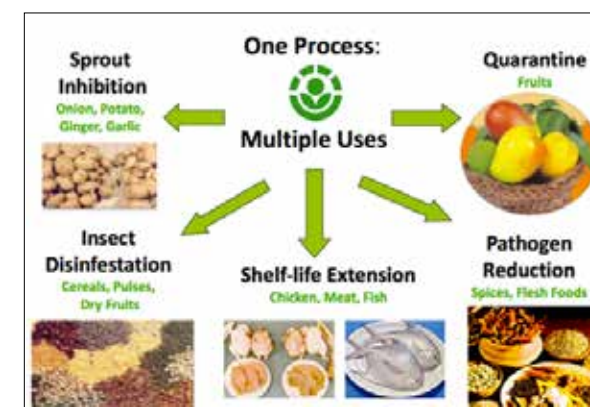 One Process:
Multiple Uses
Sprout
Inhibition
Onion, Potato,
Ginger, Garlic
Quarantine
Fruits
Insect
Disinfestation
Cereals, Pulses,
Dry Fruits
Shelf-life Extension
Chicken, Meat, Fish
Pathogen
Reduction
Spices, Flesh Foods